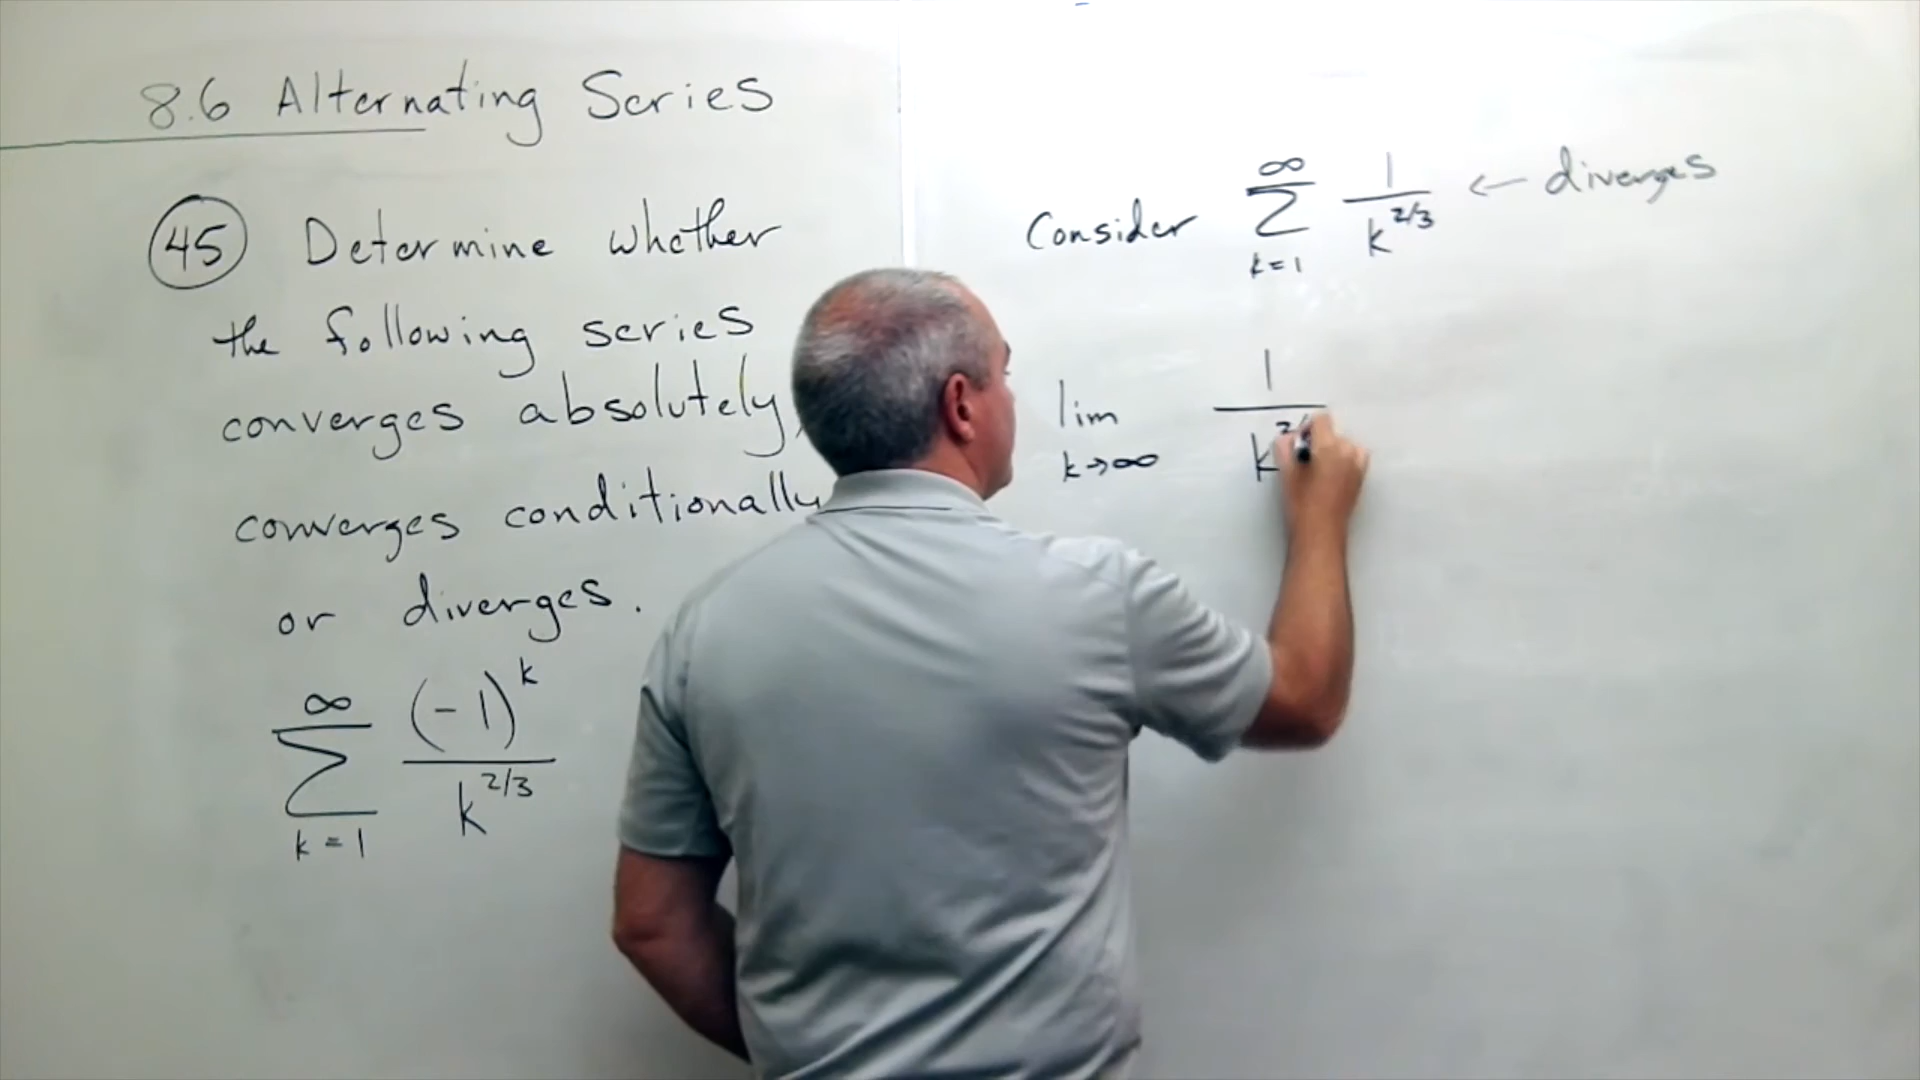 8.6 Alternating Series
45 Determine whether
the following series
converges absolutely,
converges conditionally
or diverges.
∞
∑ (-1)^k / k^{2/3}
k=1
Consider ∑_{k=1}^{∞} 1/k^{2/3} ← diverges
lim_{k→∞} 1/k^2